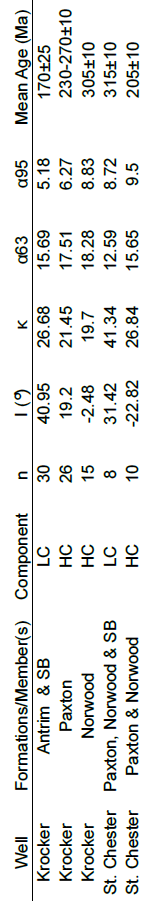 Well Formations/Member(s) Component n I (°) κ α63 α95 Mean Age (Ma)
Krocker Antrim & SB LC 30 40.95 26.68 15.69 5.18 170±25
Krocker Paxton HC 26 19.2 21.45 17.51 6.27 230-270±10
Krocker Norwood HC 15 -2.48 19.7 18.28 8.83 305±10
St. Chester Paxton, Norwood & SB LC 8 31.42 41.34 12.59 8.72 315±10
St. Chester Paxton & Norwood HC 10 -22.82 26.84 15.65 9.5 205±10